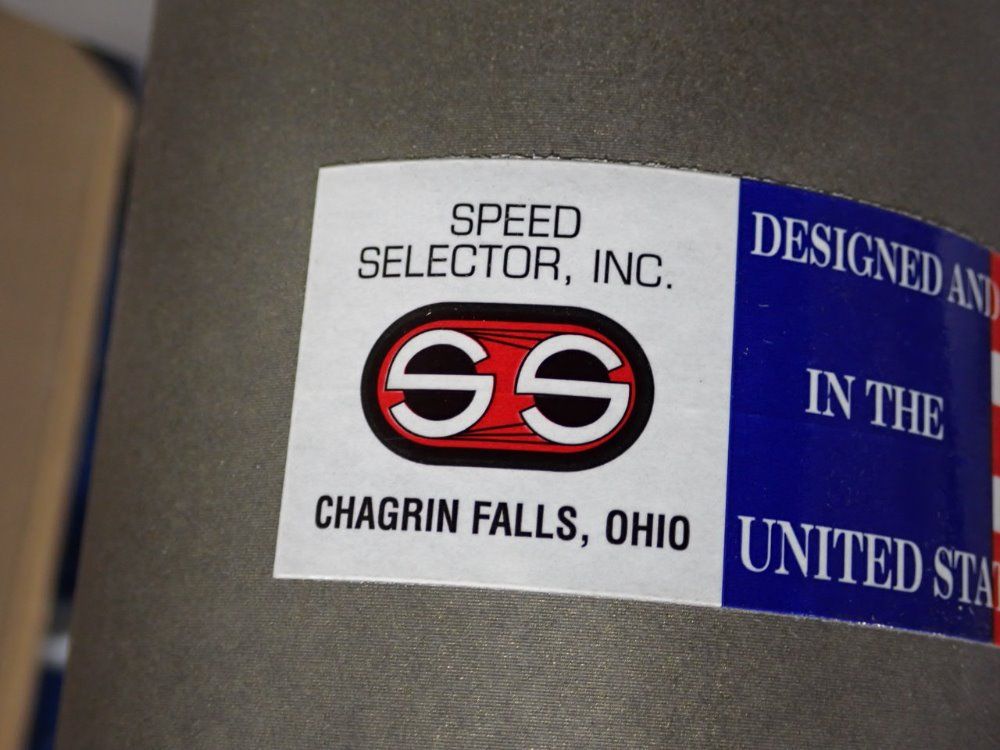 SPEED
SELECTOR, INC.
SS
CHAGRIN FALLS, OHIO
DESIGNED AND
IN THE
UNITED STA